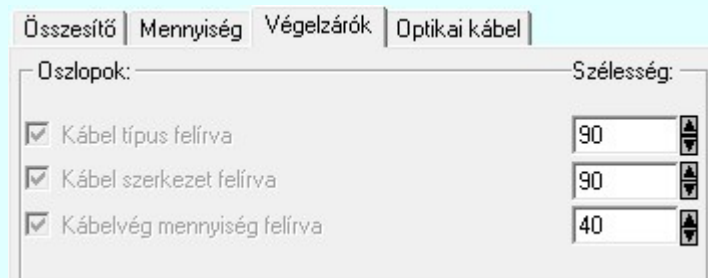 Összesítő Mennyiség Végelzárók Optikai kábel
Oszlopok: Szélesség:
Kábel típus felírva 90
Kábel szerkezet felírva 90
Kábelvég mennyiség felírva 40